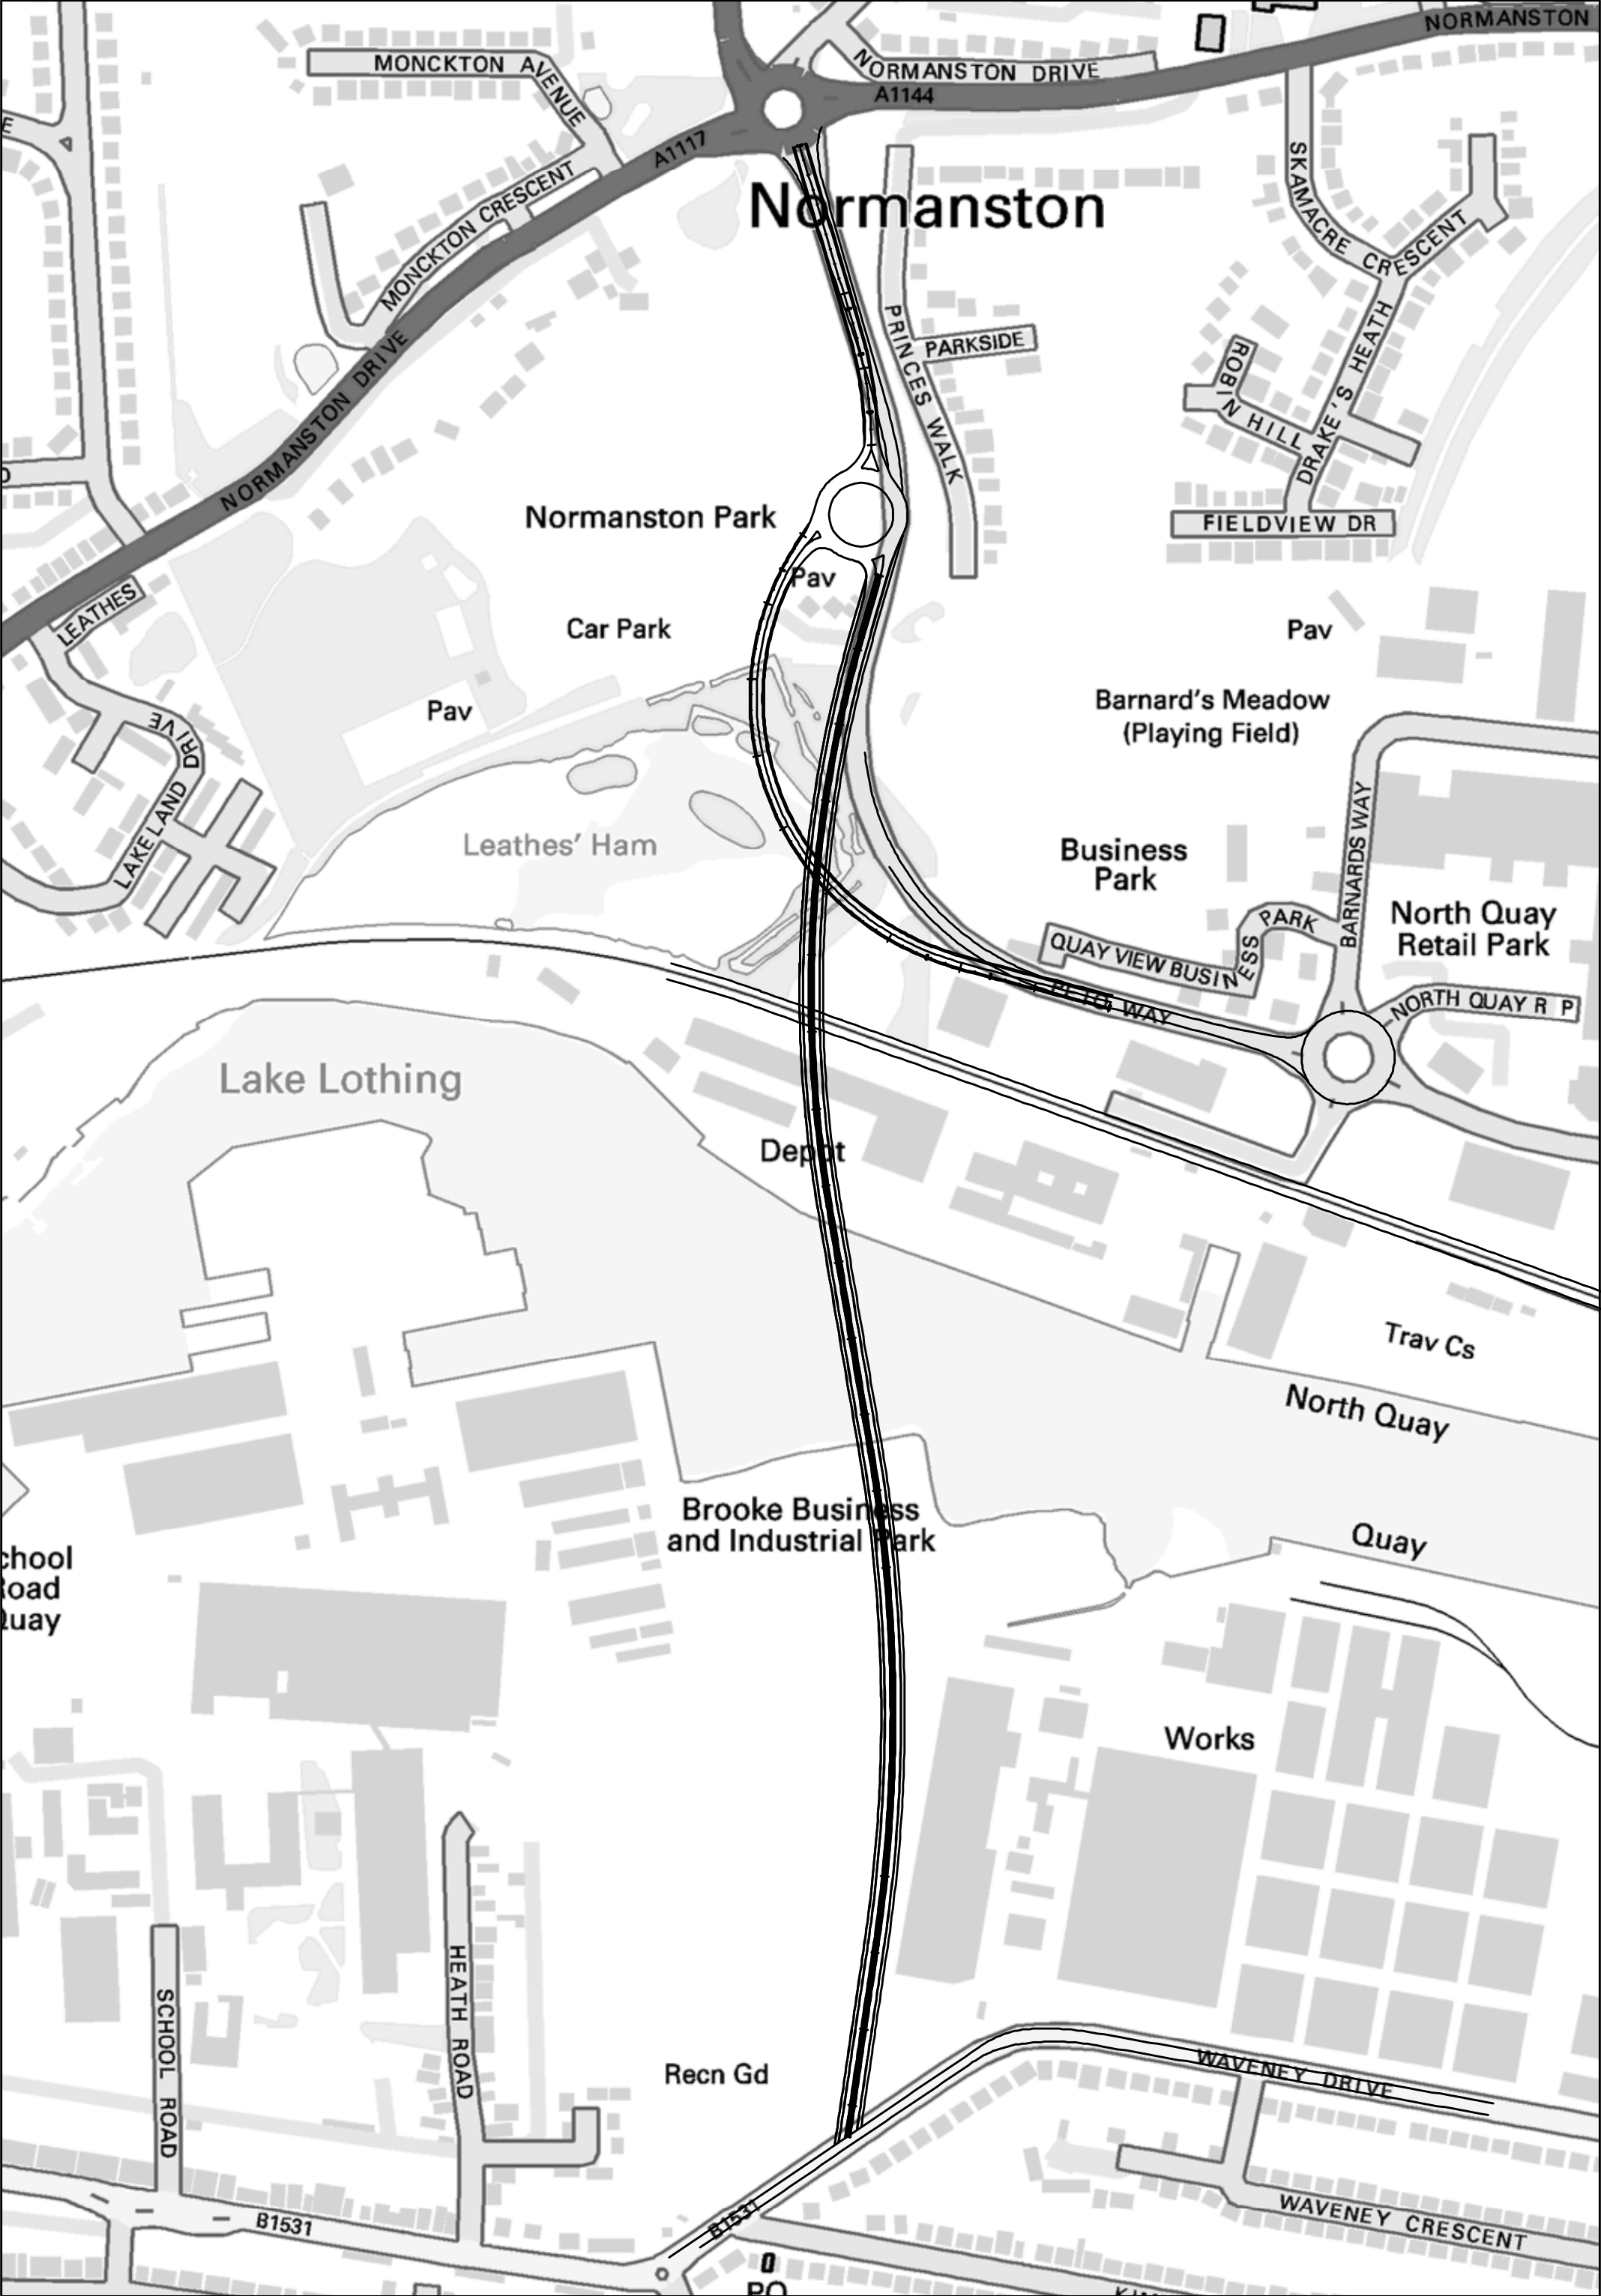 NORMANSTON
MONCKTON AVENUE
NORMANSTON DRIVE
A1144
A1117
SKAMACRE CRESCENT
MONCKTON CRESCENT
Normanston
PRINCES WALK
PARKSIDE
ROBIN HILL
DRAKE'S HEATH
NORMANSTON DRIVE
Normanston Park
FIELDVIEW DR
Pav
LEATHES
Car Park
Pav
Barnard's Meadow
(Playing Field)
Pav
LAKELAND DRIVE
BARNARDS WAY
Leathes' Ham
Business
Park
QUAY VIEW BUSINESS PARK
North Quay
Retail Park
PETO WAY
NORTH QUAY R P
Lake Lothing
Depot
Trav Cs
North Quay
Brooke Business
and Industrial Park
Quay
chool
oad
uay
Works
HEATH ROAD
SCHOOL ROAD
Recn Gd
WAVENEY DRIVE
WAVENEY CRESCENT
B1531
B1531
PO